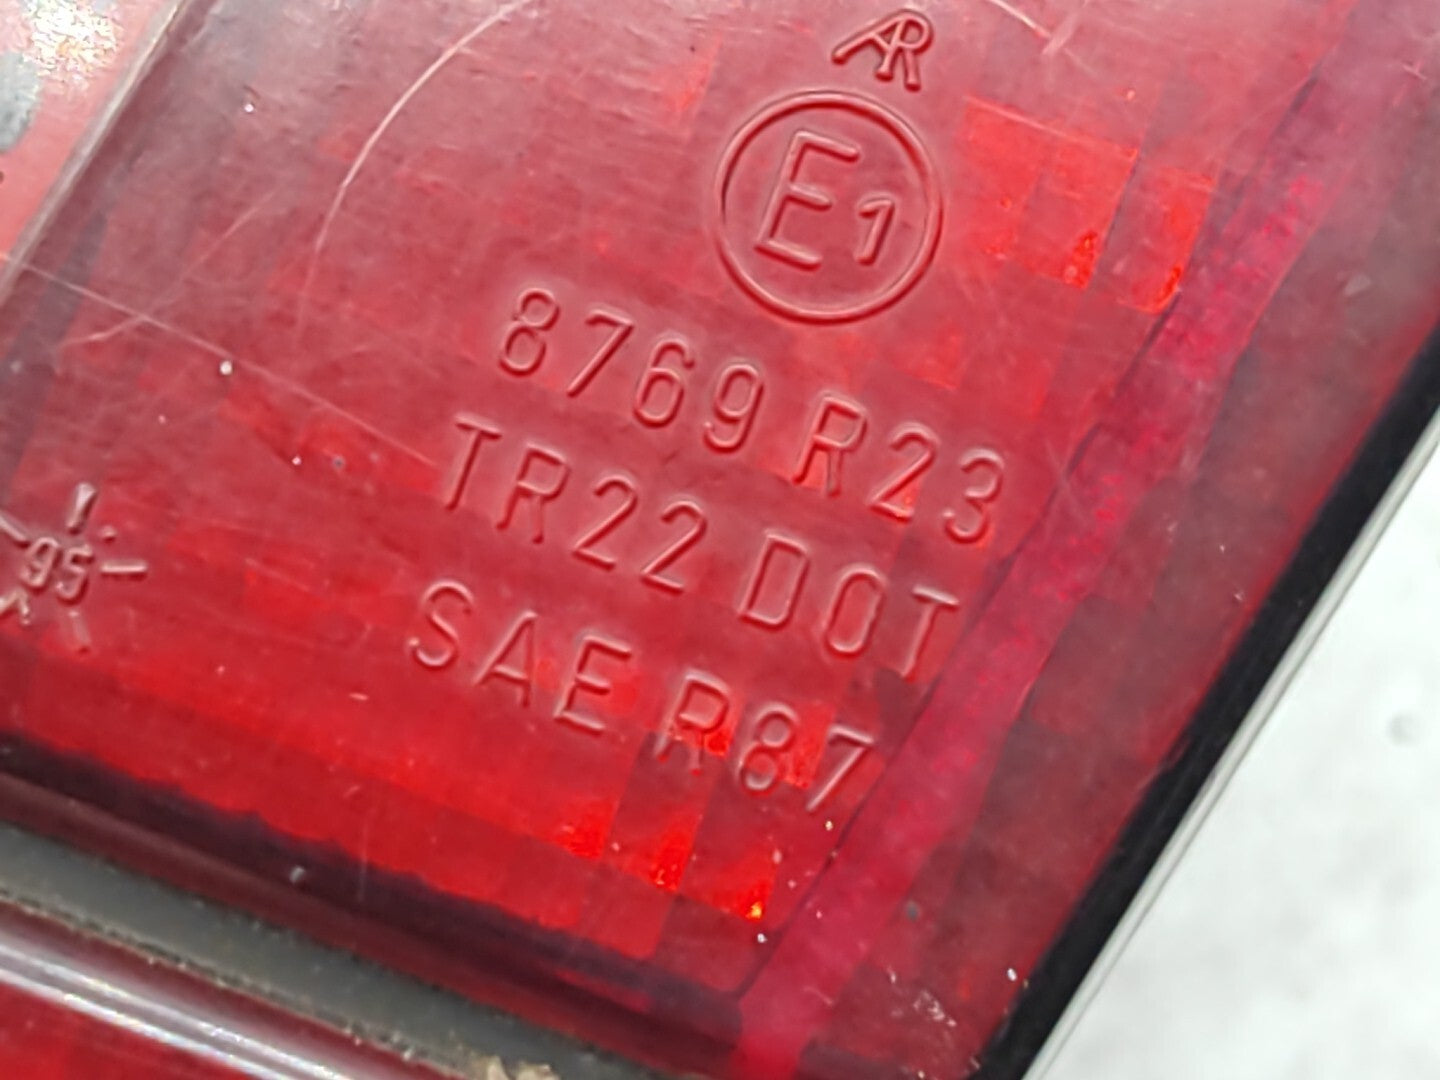 AR
E1
8769 R23
TR22 DOT
SAE R87
95